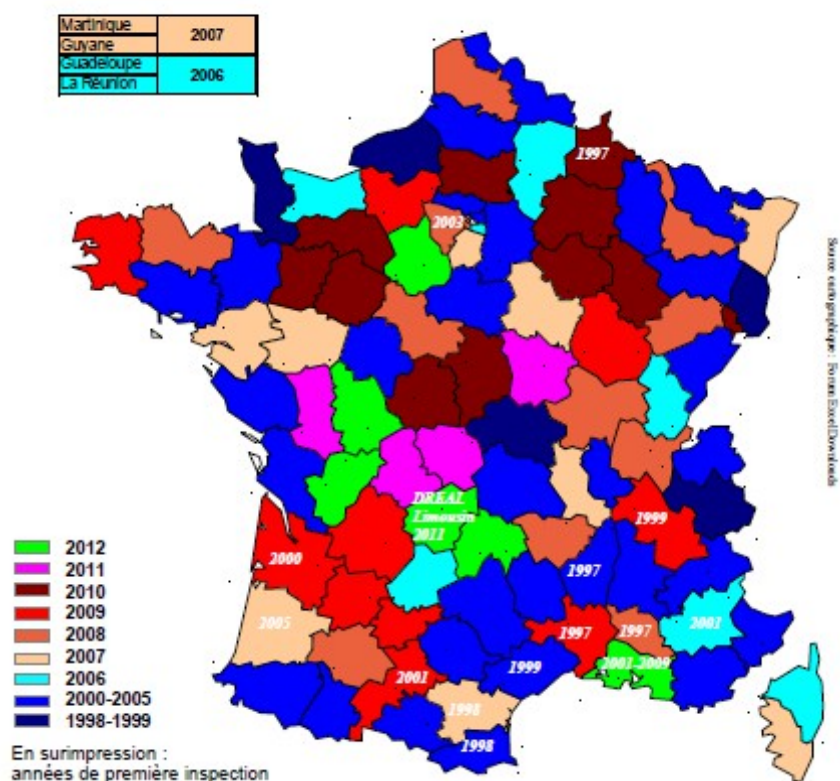 Martinique
Guyane
2007
Guadeloupe
La Réunion
2006
1997
2003
Source cartographique : Forum Excel Downloads
DREAL
Limousin
2011
1999
2000
1997
2005
1997
1997
2001
2001-2009
1999
2001
1998
1998
2012
2011
2010
2009
2008
2007
2006
2000-2005
1998-1999
En surimpression :
années de première inspection